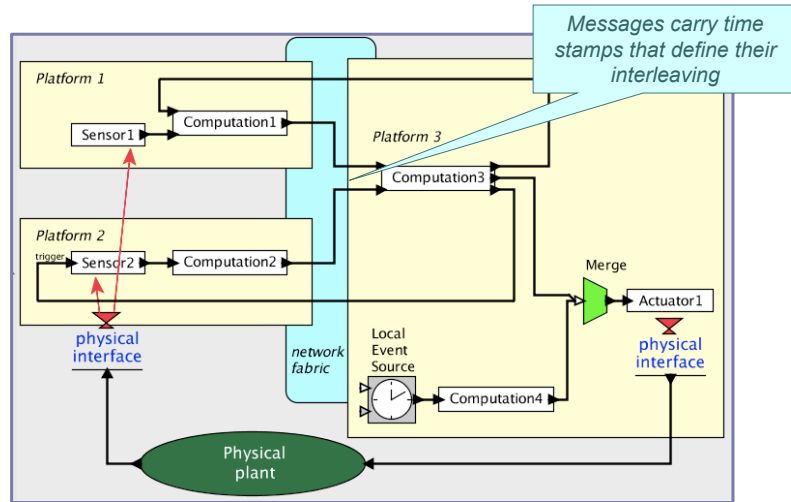 Messages carry time
stamps that define their
interleaving
Platform 1
Computation1
Sensor1
Platform 3
Computation3
Platform 2
trigger
Sensor2
Computation2
Merge
Actuator1
physical
interface
physical
interface
network
fabric
Local
Event
Source
Computation4
Physical
plant